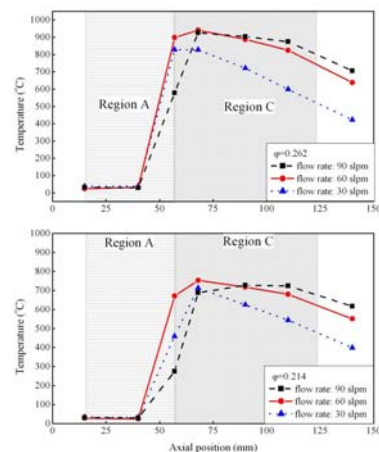 1000
900
800
700
600
500
400
300
200
100
0
Temperature (°C)
Region A
Region C
φ=0.262
flow rate: 90 slpm
flow rate: 60 slpm
flow rate: 30 slpm
0 25 50 75 100 125 150
1000
900
800
700
600
500
400
300
200
100
0
Temperature (°C)
Region A
Region C
φ=0.214
flow rate: 90 slpm
flow rate: 60 slpm
flow rate: 30 slpm
0 25 50 75 100 125 150
Axial position (mm)